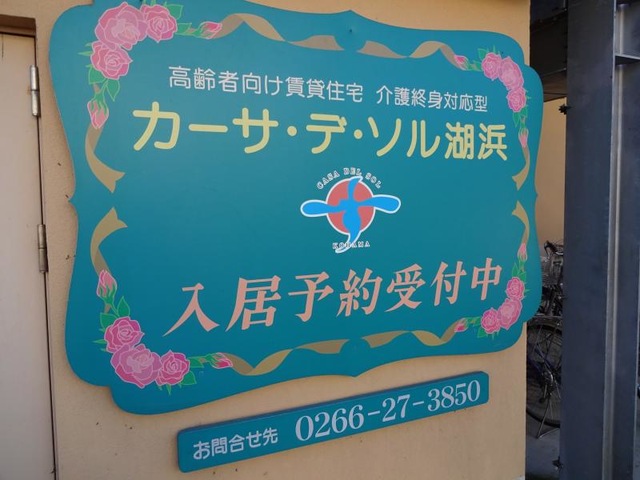 高齢者向け賃貸住宅 介護終身対応型
カーサ・デ・ソル湖浜
CASA DEL SOL
KOHAMA
入居予約受付中
お問合せ先 0266-27-3850